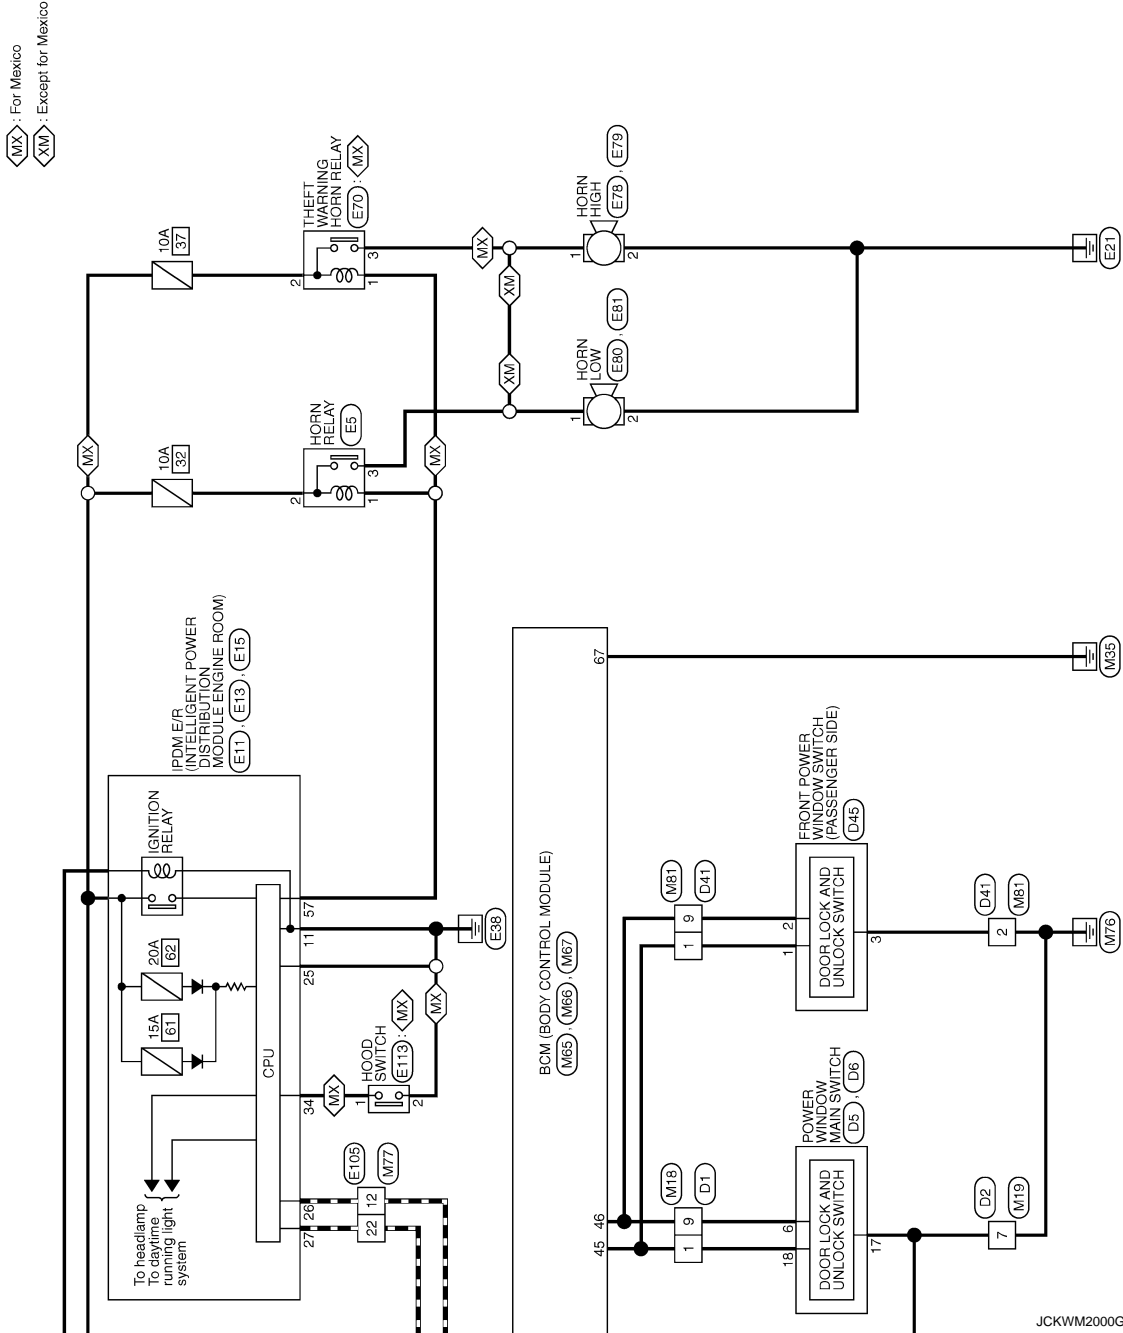 MX : For Mexico
XM : Except for Mexico
10A
37
THEFT
WARNING
HORN RELAY
E70 : MX
2
3
1
MX
XM
XM
HORN
HIGH
E78 , E79
1
2
E21
HORN
LOW
E80 , E81
1
2
MX
10A
32
HORN
RELAY
E5
2
3
1
MX
IPDM E/R
(INTELLIGENT POWER
DISTRIBUTION
MODULE ENGINE ROOM)
E11 , E13 , E15
IGNITION
RELAY
20A
62
15A
61
CPU
57
11
25
34
26
27
E38
MX
HOOD
SWITCH
E113 : MX
MX
1
2
To headlamp
To daytime
running light
system
E105
M77
12
22
BCM (BODY CONTROL MODULE)
M65 , M66 , M67
67
M35
46
45
FRONT POWER
WINDOW SWITCH
(PASSENGER SIDE)
D45
M81
D41
9
1
2
1
DOOR LOCK AND
UNLOCK SWITCH
3
D41
M81
2
M76
POWER
WINDOW
MAIN SWITCH
D5 , D6
M18
D1
9
1
6
18
DOOR LOCK AND
UNLOCK SWITCH
17
D2
M19
7
JCKWM2000G